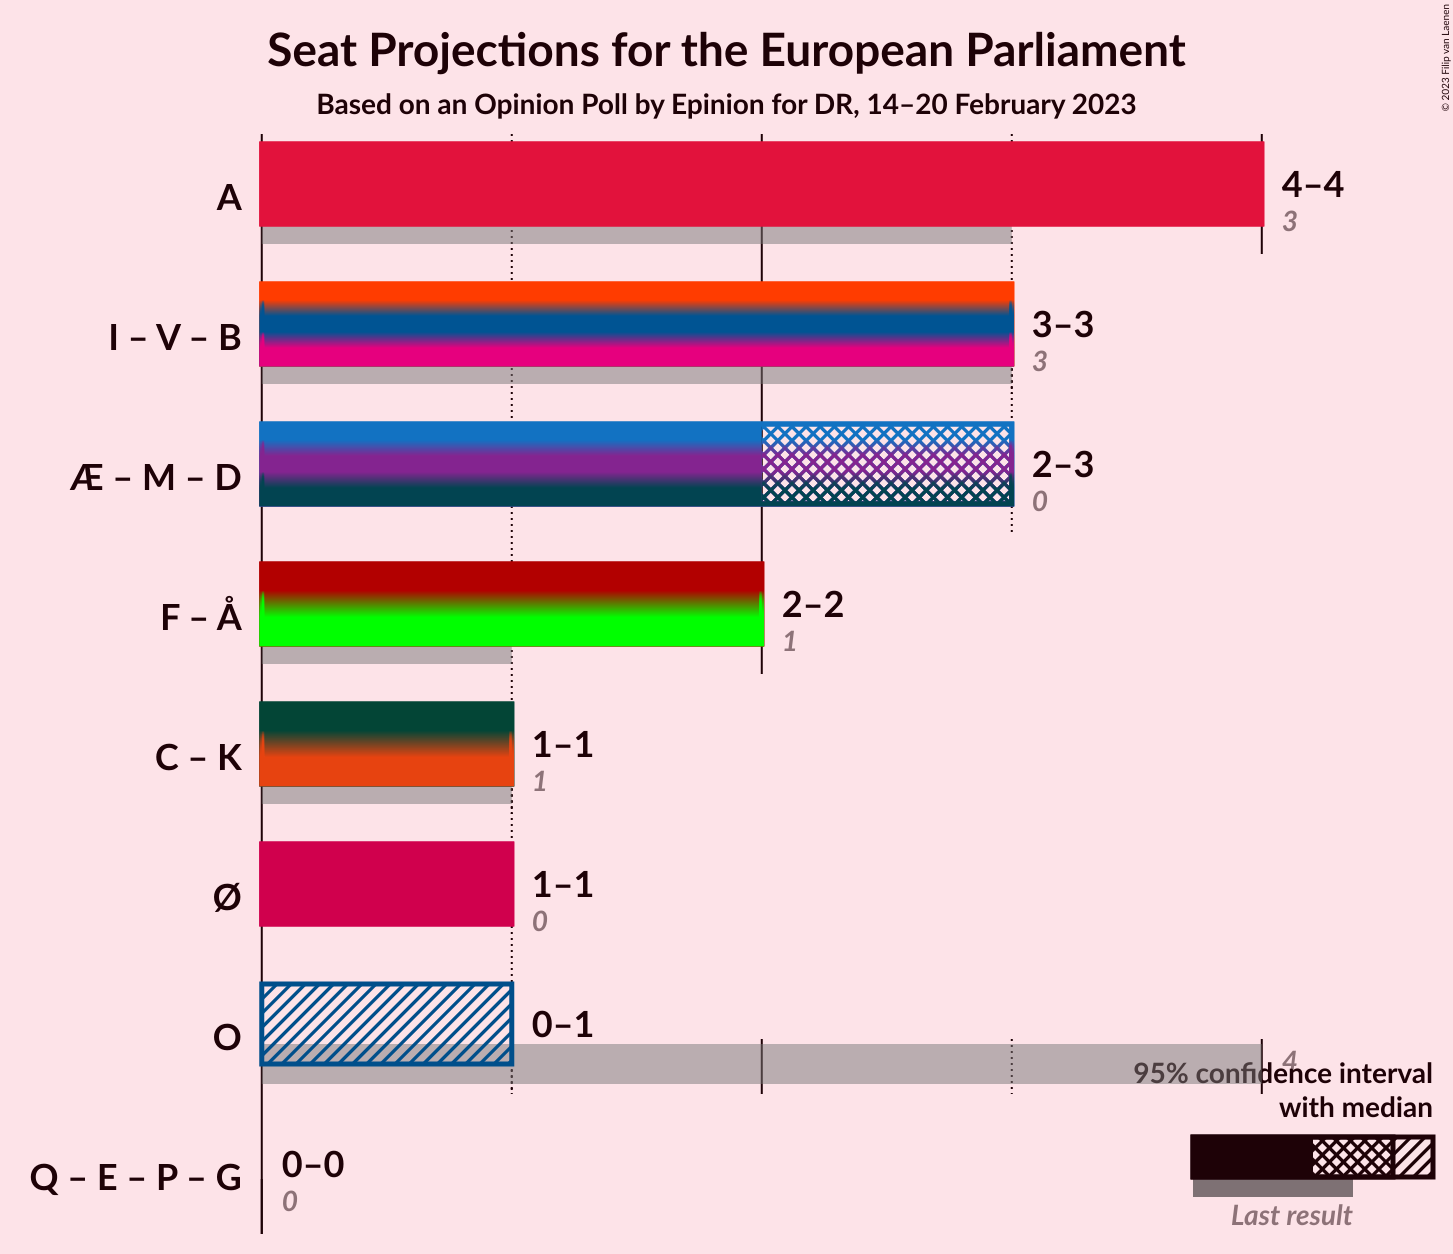 Seat Projections for the European Parliament
Based on an Opinion Poll by Epinion for DR, 14–20 February 2023
© 2023 Filip van Laenen
A
4–4
3
I – V – B
3–3
3
Æ – M – D
2–3
0
F – Å
2–2
1
C – K
1–1
1
Ø
1–1
0
O
0–1
4
Q – E – P – G
0–0
0
95% confidence interval
with median
Last result